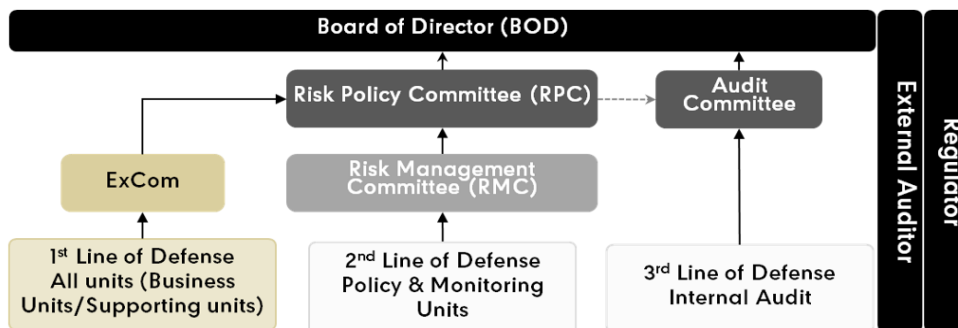 Board of Director (BOD)
Risk Policy Committee (RPC)
Audit
Committee
ExCom
Risk Management
Committee (RMC)
1st Line of Defense
All units (Business
Units/Supporting units)
2nd Line of Defense
Policy & Monitoring
Units
3rd Line of Defense
Internal Audit
External Auditor
Regulator